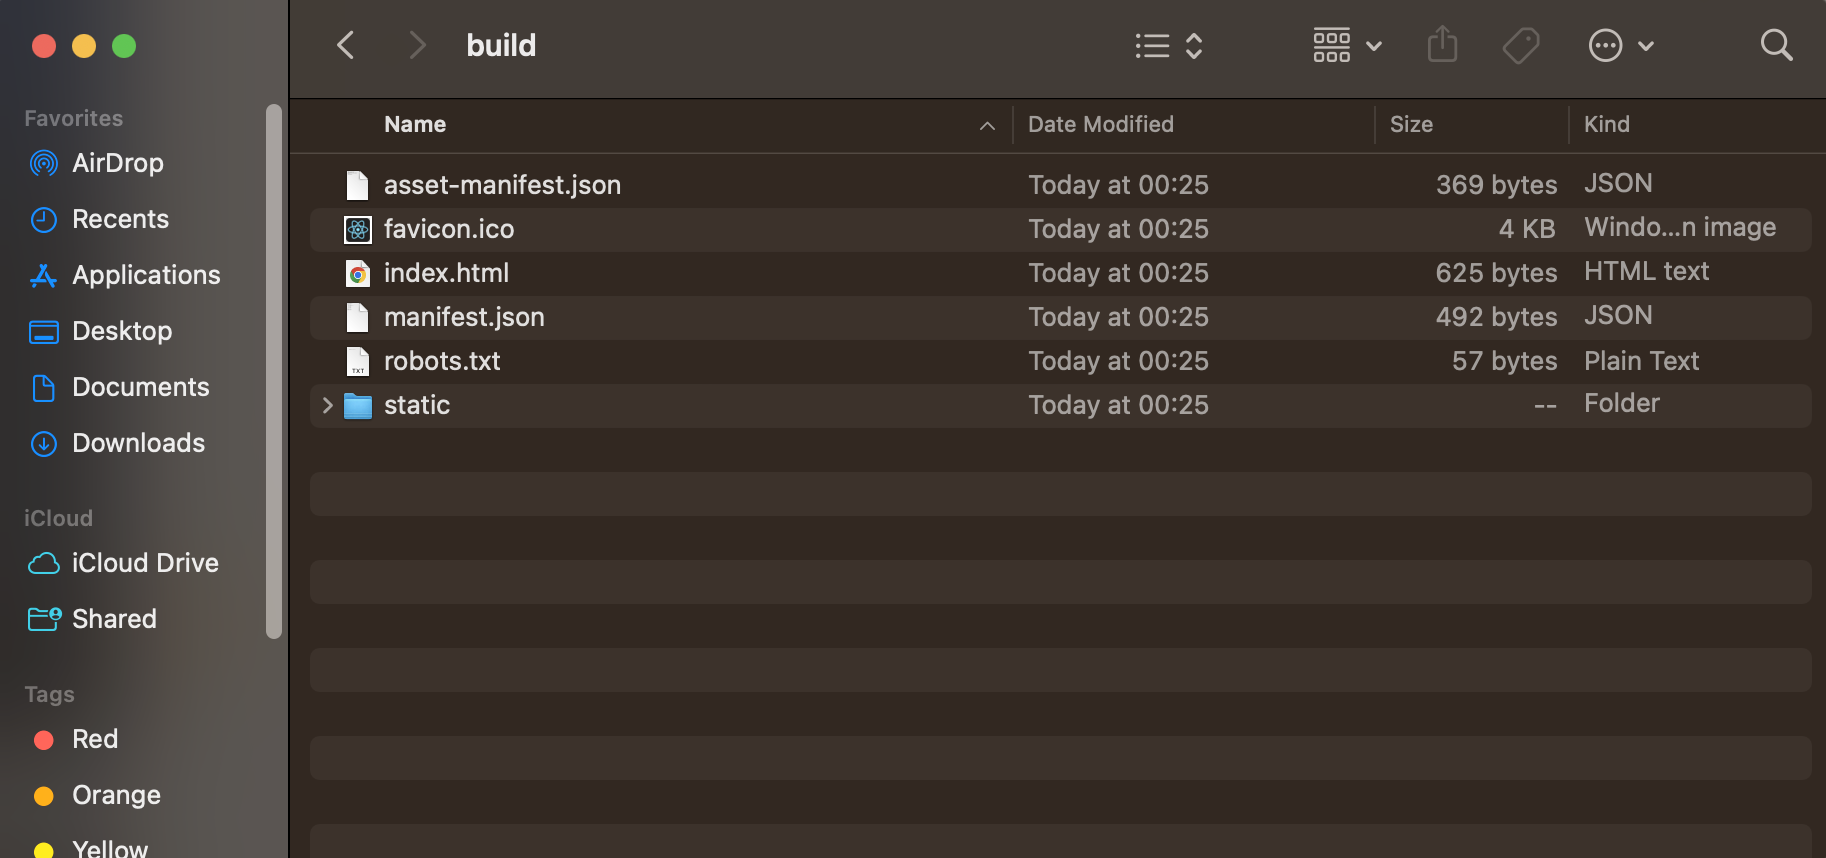 build
Favorites
AirDrop
Recents
Applications
Desktop
Documents
Downloads
iCloud
iCloud Drive
Shared
Tags
Red
Orange
Yellow
Name Date Modified Size Kind
asset-manifest.json Today at 00:25 369 bytes JSON
favicon.ico Today at 00:25 4 KB Windo...n image
index.html Today at 00:25 625 bytes HTML text
manifest.json Today at 00:25 492 bytes JSON
TXT robots.txt Today at 00:25 57 bytes Plain Text
static Today at 00:25 -- Folder